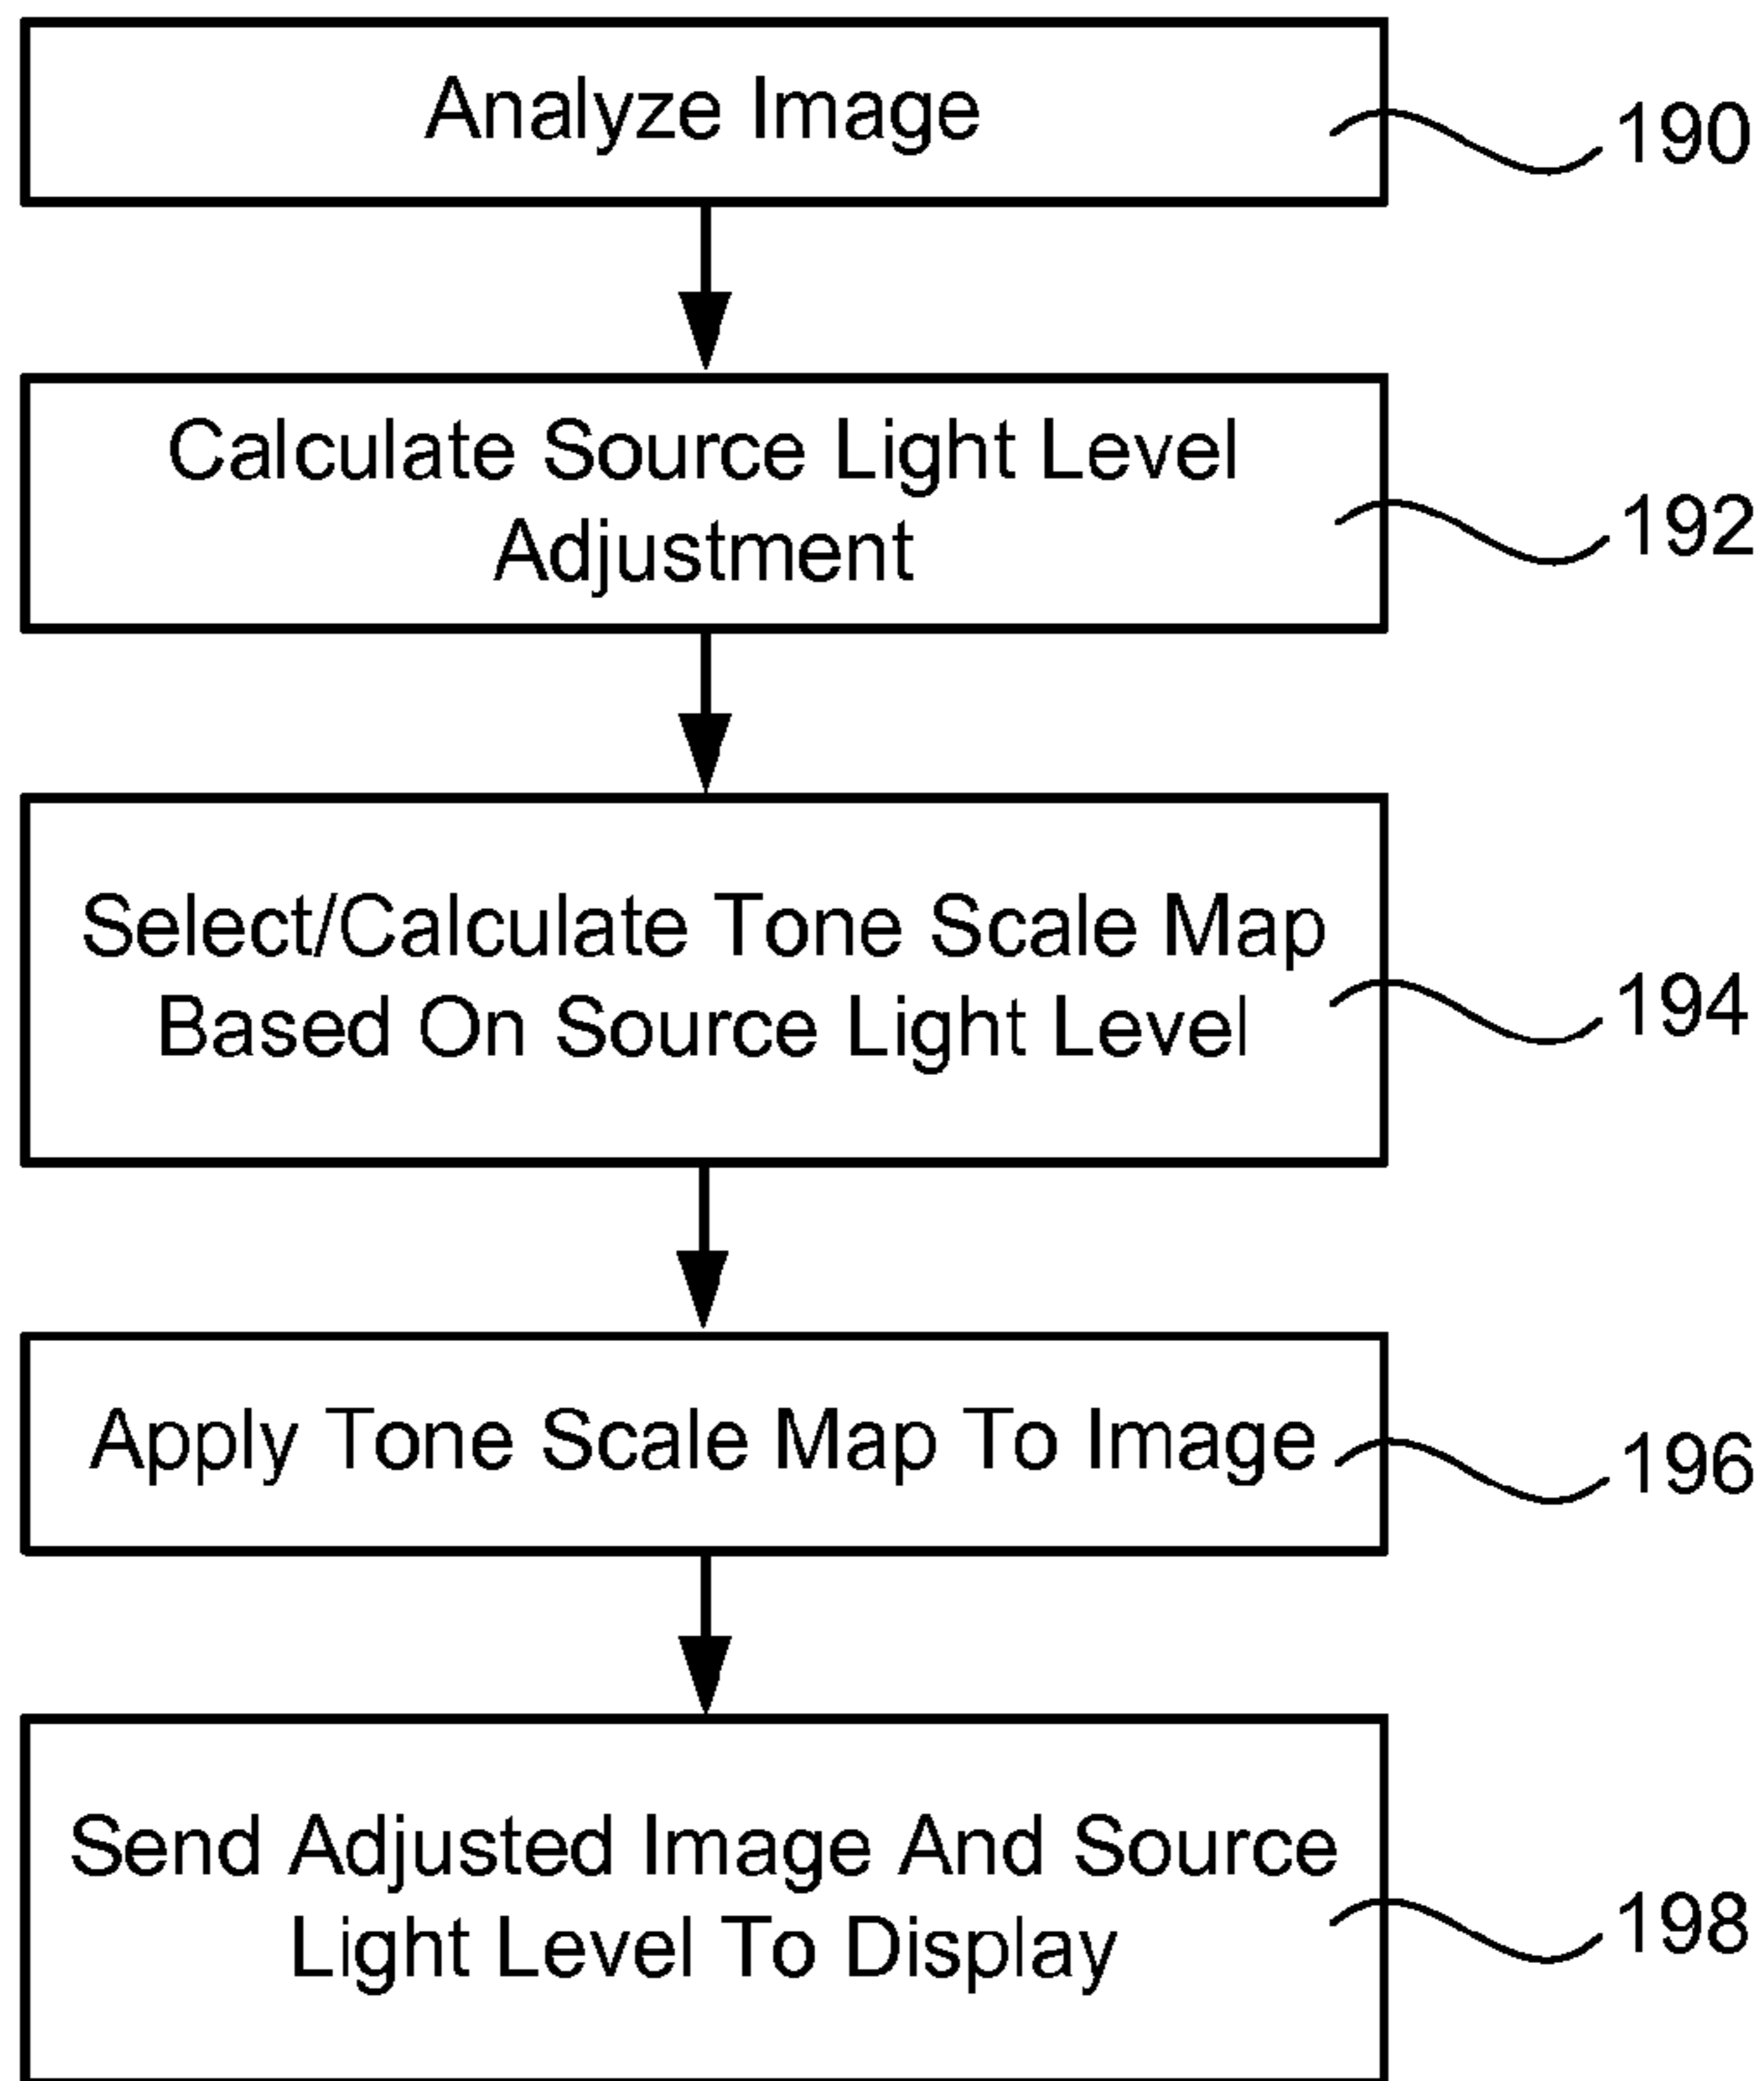 Analyze Image
190
Calculate Source Light Level
Adjustment
192
Select/Calculate Tone Scale Map
Based On Source Light Level
194
Apply Tone Scale Map To Image
196
Send Adjusted Image And Source
Light Level To Display
198